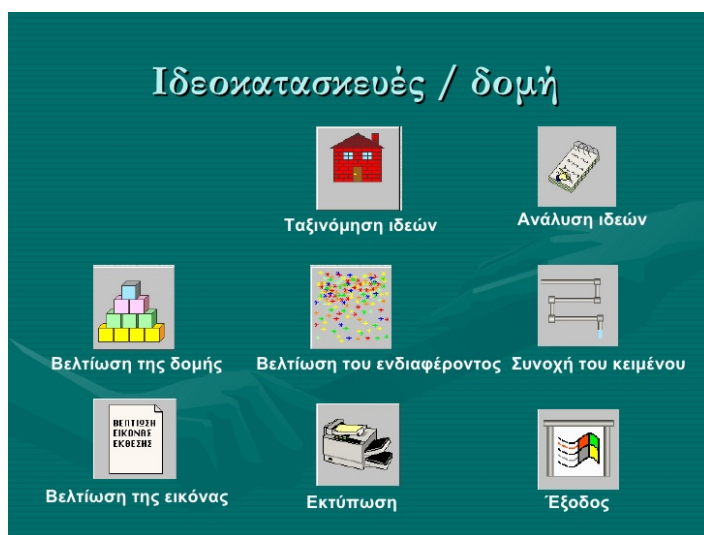 Ιδεοκατασκευές / δομή
Ταξινόμηση ιδεών
Ανάλυση ιδεών
Βελτίωση της δομής
Βελτίωση του ενδιαφέροντος
Συνοχή του κειμένου
ΒΕΛΤΙΩΣΗ
ΕΙΚΟΝΑΣ
ΕΚΘΕΣΗΣ
Βελτίωση της εικόνας
Εκτύπωση
Έξοδος